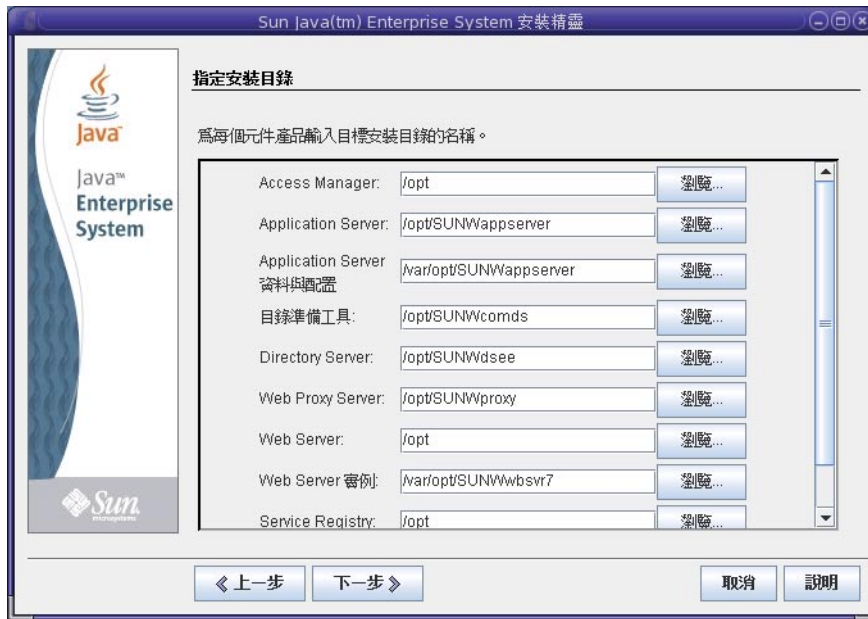 Sun Java(tm) Enterprise System 安裝精靈
Java
Java™
Enterprise
System
Sun
microsystems
指定安裝目錄
爲每個元件產品輸入目標安裝目錄的名稱。
Access Manager: /opt 瀏覽...
Application Server: /opt/SUNWappserver 瀏覽...
Application Server
資料與配置 /var/opt/SUNWappserver 瀏覽...
目錄準備工具: /opt/SUNWcomds 瀏覽...
Directory Server: /opt/SUNWdsee 瀏覽...
Web Proxy Server: /opt/SUNWproxy 瀏覽...
Web Server: /opt 瀏覽...
Web Server 實例: /var/opt/SUNWwbsvr7 瀏覽...
Service Registry: /opt 瀏覽...
上一步 下一步 取消 說明